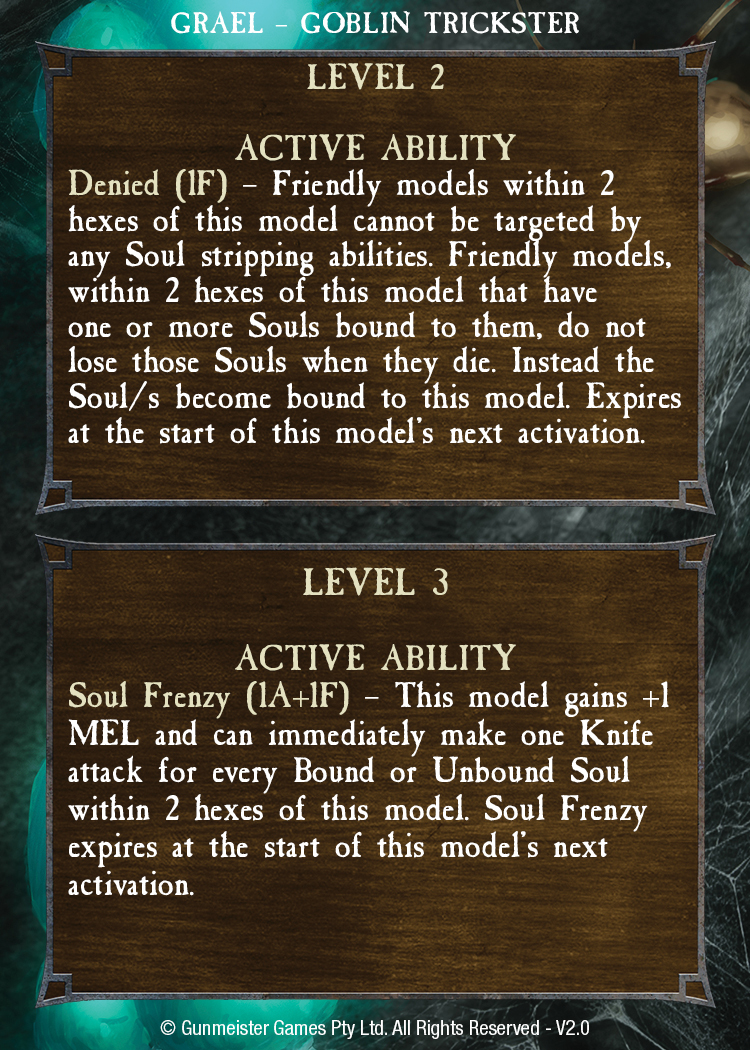 GRAEL – GOBLIN TRICKSTER
LEVEL 2
ACTIVE ABILITY
Denied (1F) – Friendly models within 2
hexes of this model cannot be targeted by
any Soul stripping abilities. Friendly models,
within 2 hexes of this model that have
one or more Souls bound to them, do not
lose those Souls when they die. Instead the
Soul/s become bound to this model. Expires
at the start of this model's next activation.
LEVEL 3
ACTIVE ABILITY
Soul Frenzy (1A+1F) – This model gains +1
MEL and can immediately make one Knife
attack for every Bound or Unbound Soul
within 2 hexes of this model. Soul Frenzy
expires at the start of this model's next
activation.
© Gunmeister Games Pty Ltd. All Rights Reserved - V2.0